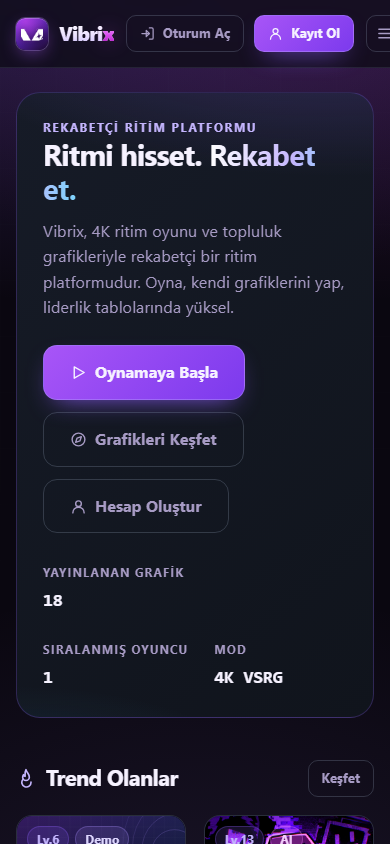 Vibrix
Oturum Aç
Kayıt Ol
REKABETÇİ RİTİM PLATFORMU
Ritmi hisset. Rekabet
et.
Vibrix, 4K ritim oyunu ve topluluk
grafikleriyle rekabetçi bir ritim
platformudur. Oyna, kendi grafiklerini yap,
liderlik tablolarında yüksel.
Oynamaya Başla
Grafikleri Keşfet
Hesap Oluştur
YAYINLANAN GRAFİK
18
SIRALANMIŞ OYUNCU
1
MOD
4K VSRG
Trend Olanlar
Keşfet
Lv.6
Demo
Lv.13
AI